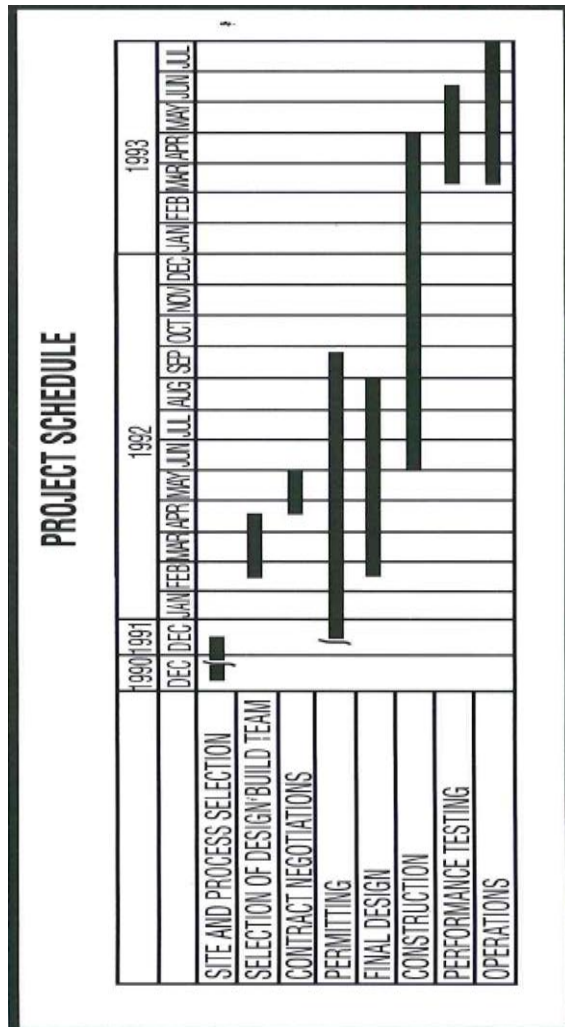 PROJECT SCHEDULE
1990 1991 1992 1993
DEC DEC JAN FEB MAR APR MAY JUN JUL AUG SEP OCT NOV DEC JAN FEB MAR APR MAY JUN JUL
SITE AND PROCESS SELECTION
SELECTION OF DESIGN/BUILD TEAM
CONTRACT NEGOTIATIONS
PERMITTING
FINAL DESIGN
CONSTRUCTION
PERFORMANCE TESTING
OPERATIONS